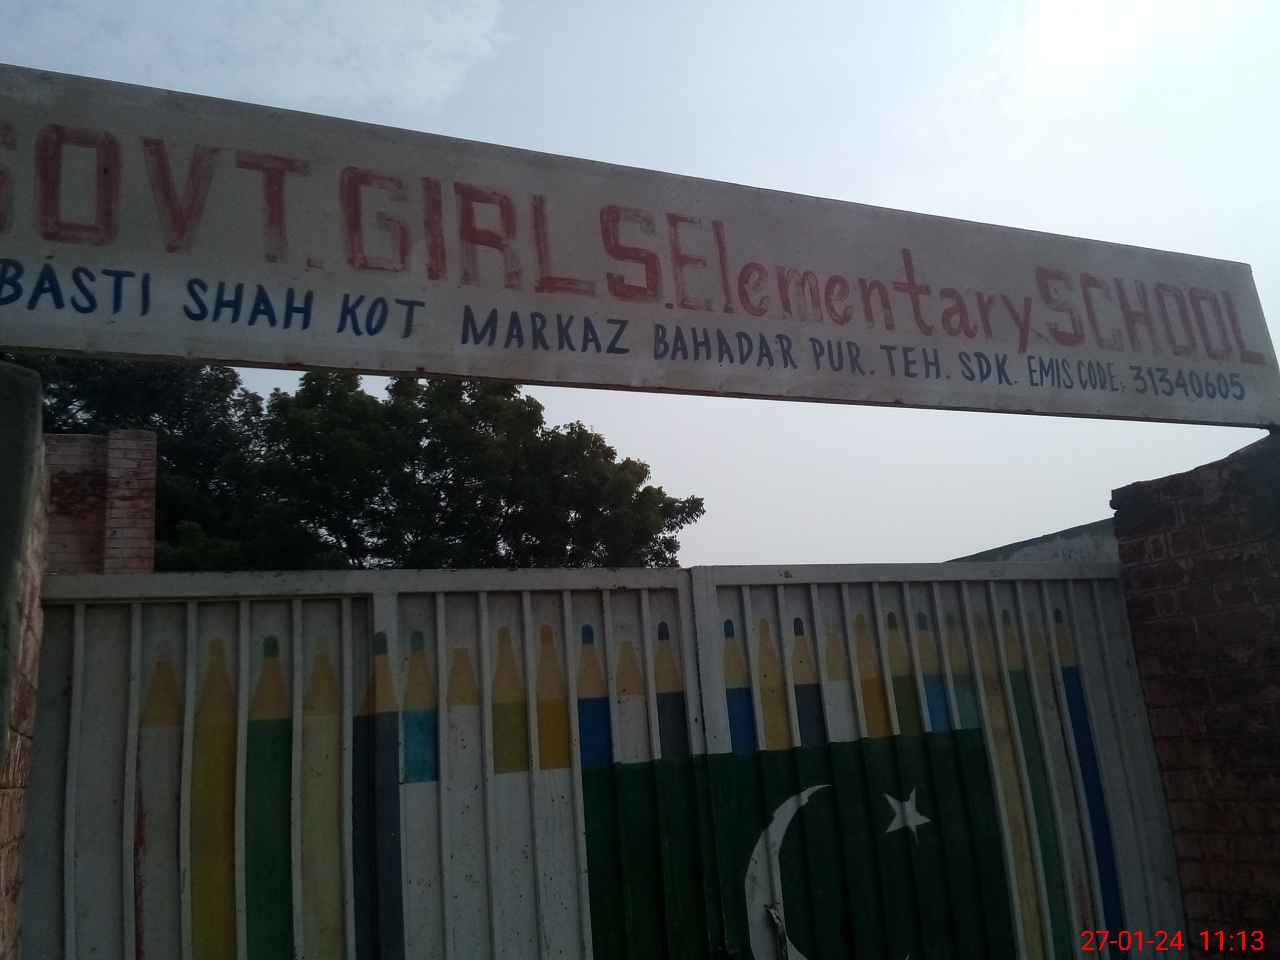 GOVT.GIRLS.Elementary SCHOOL
BASTI SHAH KOT MARKAZ BAHADAR PUR. TEH. SDK. EMIS CODE: 31340605
27-01-24 11:13